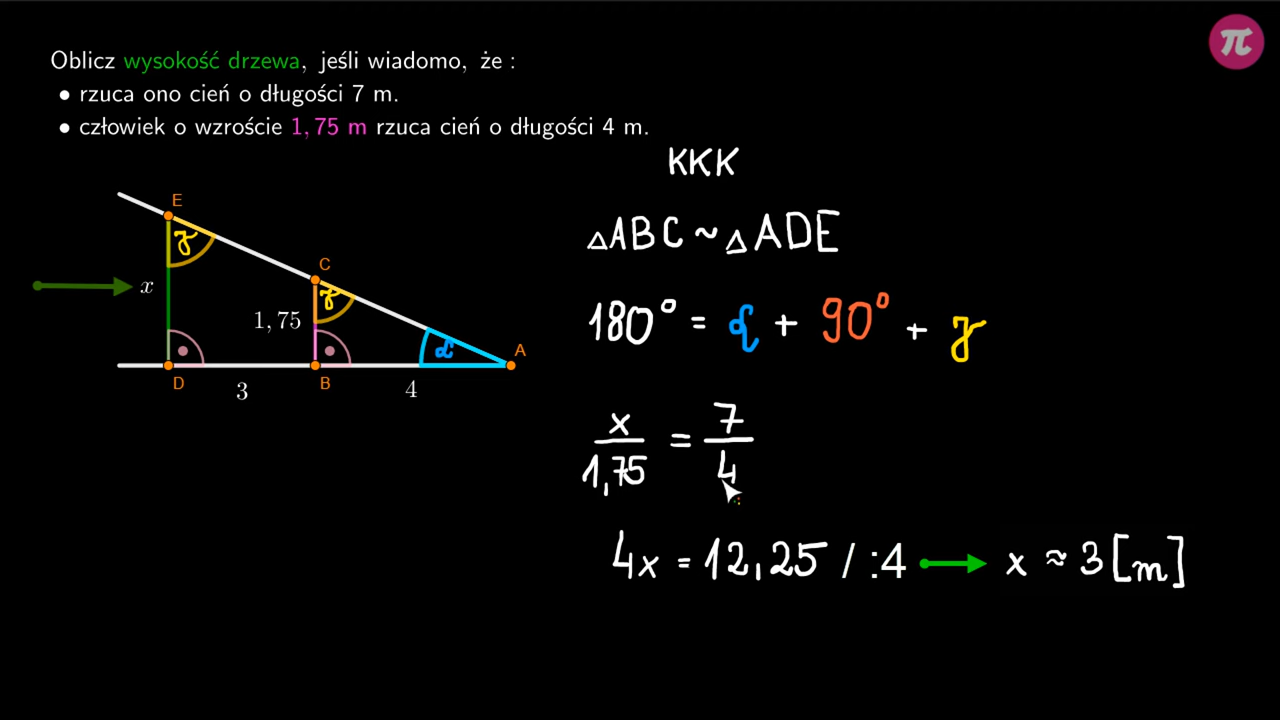 π
Oblicz wysokość drzewa, jeśli wiadomo, że :
• rzuca ono cień o długości 7 m.
• człowiek o wzroście 1,75 m rzuca cień o długości 4 m.
KKK
△ABC ~ △ADE
180° = α + 90° + γ
x/1,75 = 7/4
4x = 12,25 / :4 → x ≈ 3 [m]
E
γ
C
x
γ
1,75
α
A
D
B
3
4